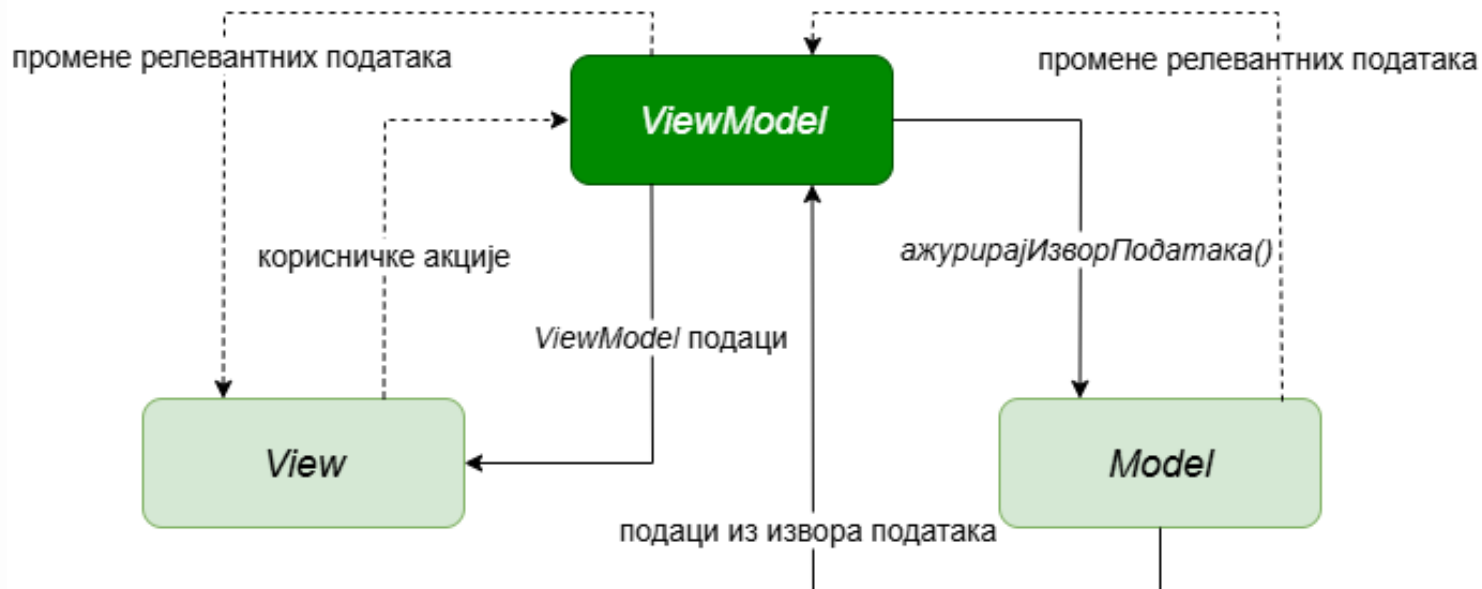 промене релевантних података
промене релевантних података
ViewModel
корисничке акције
ажурирајИзворПодатака()
ViewModel подаци
View
Model
подаци из извора података